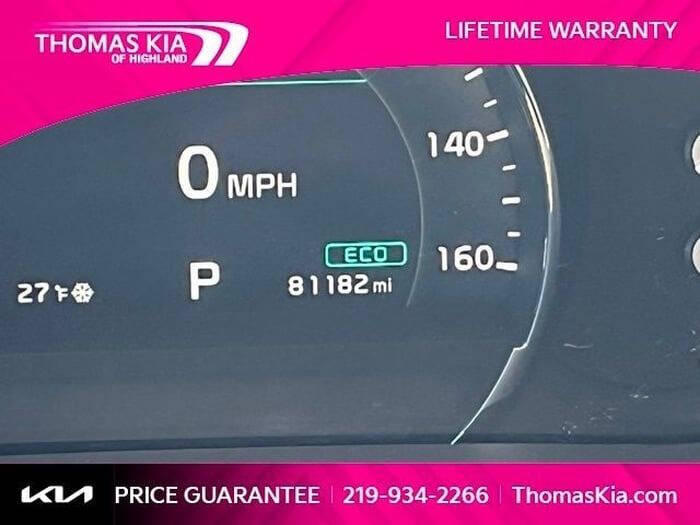 THOMAS KIA
OF HIGHLAND
LIFETIME WARRANTY
140
0 MPH
ECO
160
27°F
P
81182 mi
KIA PRICE GUARANTEE | 219-934-2266 | ThomasKia.com